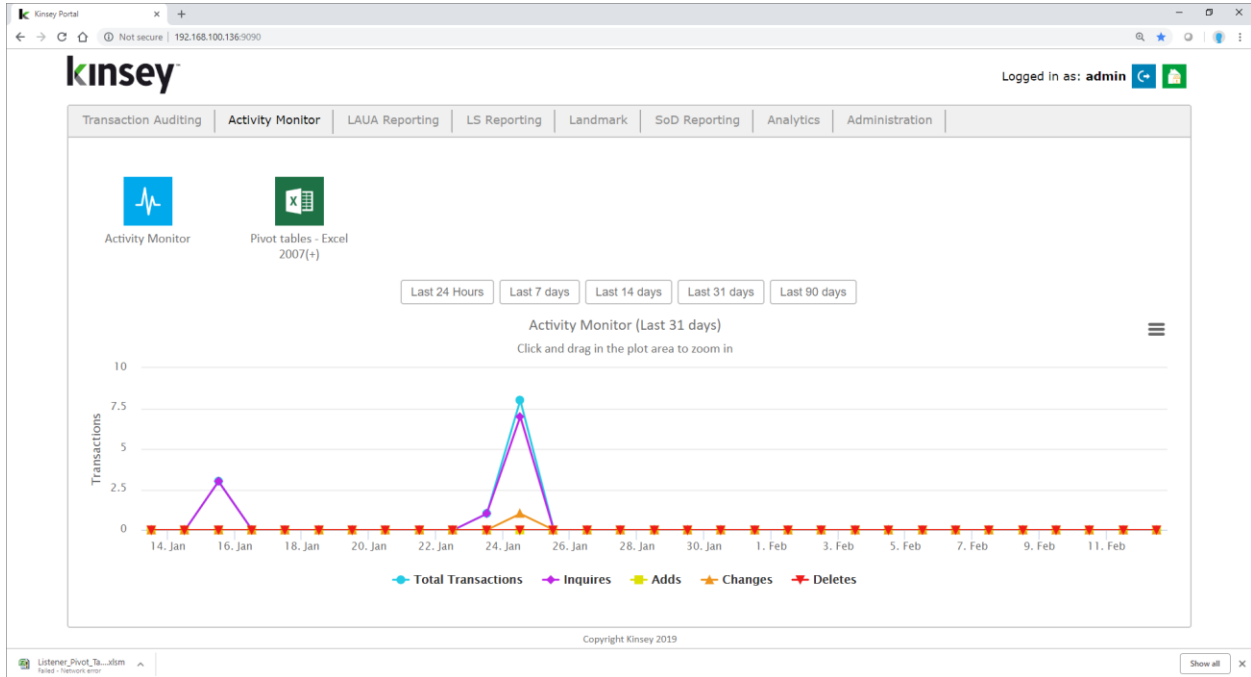 Kinsey Portal
Not secure | 192.168.100.136:9090
kinsey
Logged in as: admin
Transaction Auditing
Activity Monitor
LAUA Reporting
LS Reporting
Landmark
SoD Reporting
Analytics
Administration
Activity Monitor
Pivot tables - Excel
2007(+)
Last 24 Hours
Last 7 days
Last 14 days
Last 31 days
Last 90 days
Activity Monitor (Last 31 days)
Click and drag in the plot area to zoom in
Transactions
10
7.5
5
2.5
0
14. Jan
16. Jan
18. Jan
20. Jan
22. Jan
24. Jan
26. Jan
28. Jan
30. Jan
1. Feb
3. Feb
5. Feb
7. Feb
9. Feb
11. Feb
Total Transactions
Inquires
Adds
Changes
Deletes
Copyright Kinsey 2019
Listener_Pivot_Ta....xlsm
Failed - Network error
Show all